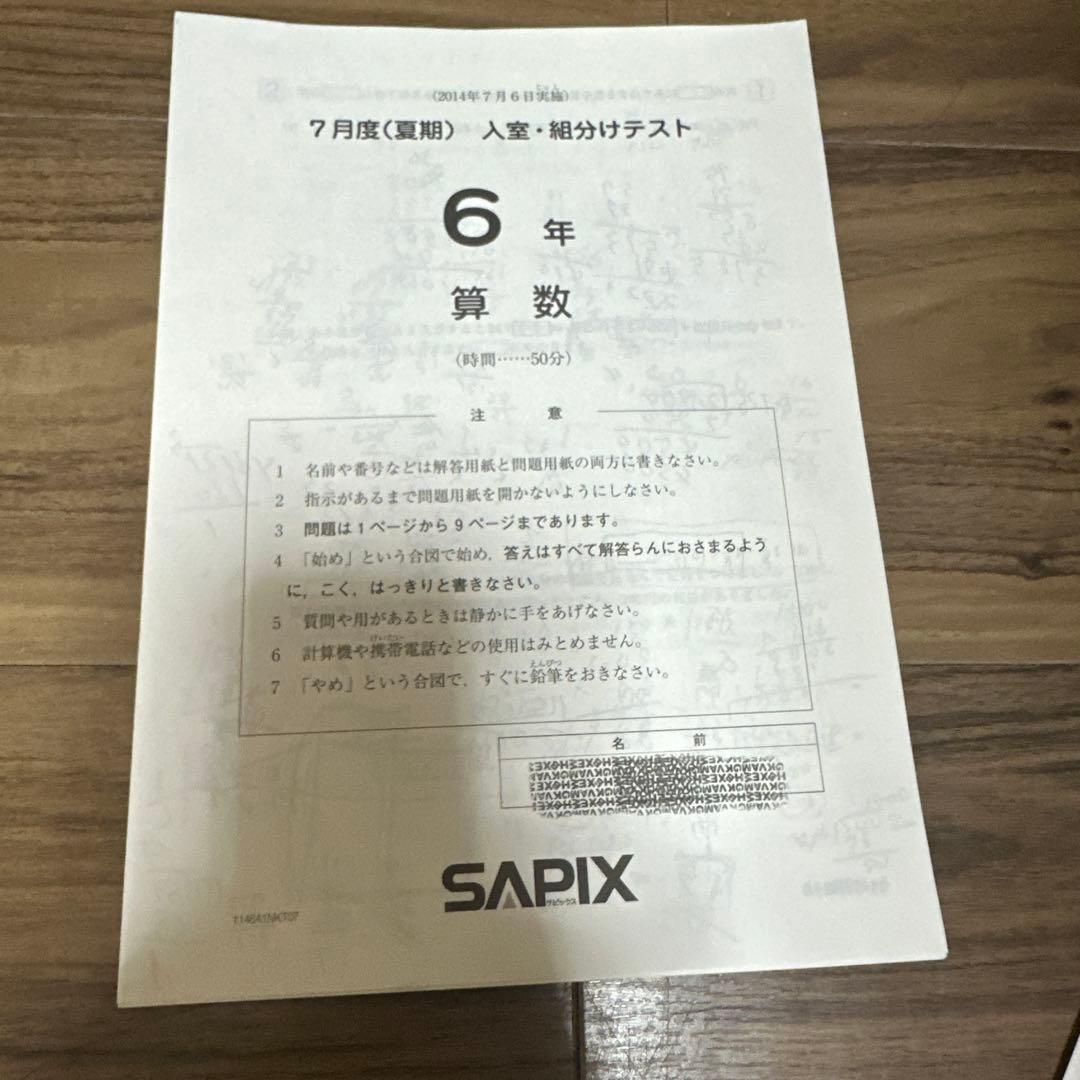 (2014年7月6日実施)
7月度(夏期) 入室・組分けテスト
6年
算数
(時間……50分)
注意
1 名前や番号などは解答用紙と問題用紙の両方に書きなさい。
2 指示があるまで問題用紙を開かないようにしなさい。
3 問題は1ページから9ページまであります。
4 「始め」という合図で始め，答えはすべて解答らんにおさまるよう
に，こく，はっきりと書きなさい。
5 質問や用があるときは静かに手をあげなさい。
6 計算機や携帯電話などの使用はみとめません。
7 「やめ」という合図で，すぐに鉛筆をおきなさい。
名前
SAPIX
サピックス